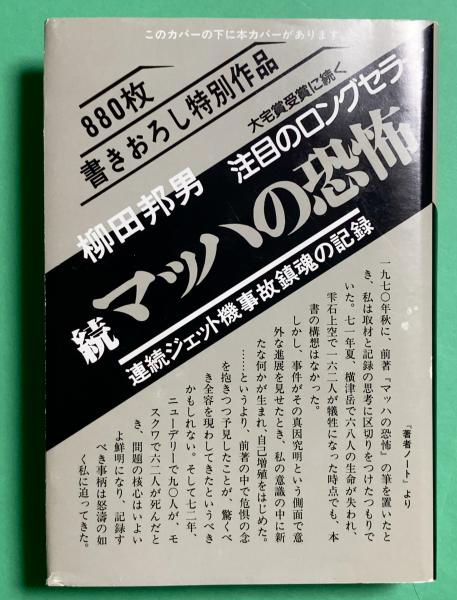 このカバーの下に本カバーがあります
880枚
書きおろし特別作品
大宅賞受賞に続く
注目のロングセラ
柳田邦男
続マッハの恐怖
連続ジェット機事故鎮魂の記録
『著者ノート』より
一九七〇年秋に、前著『マッハの恐怖』の筆を置いたと
き、私は取材と記録の思考に区切りをつけたつもりで
いた。七一年夏、横津岳で六八人の生命が失われ、
雫石上空で一六二人が犠牲になった時点でも、本
書の構想はなかった。
しかし、事件がその真因究明という側面で意
外な進展を見せたとき、私の意識の中に新
たな何かが生まれ、自己増殖をはじめた。
……というより、前著の中で危惧の念
を抱きつつ予見したことが、驚くべ
き全容を現わしてきたというべき
かもしれない。そして七二年、
ニューデリーで九〇人が、モ
スクワで六二人が死んだと
き、問題の核心はいよい
よ鮮明になり、記録す
べき事柄は怒濤の如
く私に迫ってきた。